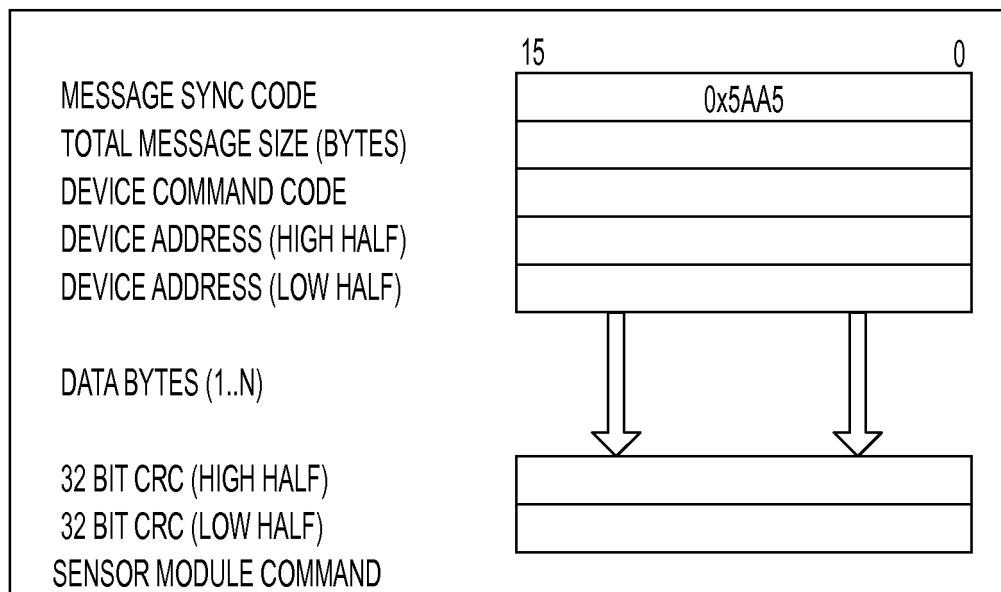 15 0
MESSAGE SYNC CODE 0x5AA5
TOTAL MESSAGE SIZE (BYTES)
DEVICE COMMAND CODE
DEVICE ADDRESS (HIGH HALF)
DEVICE ADDRESS (LOW HALF)
DATA BYTES (1..N)
32 BIT CRC (HIGH HALF)
32 BIT CRC (LOW HALF)
SENSOR MODULE COMMAND